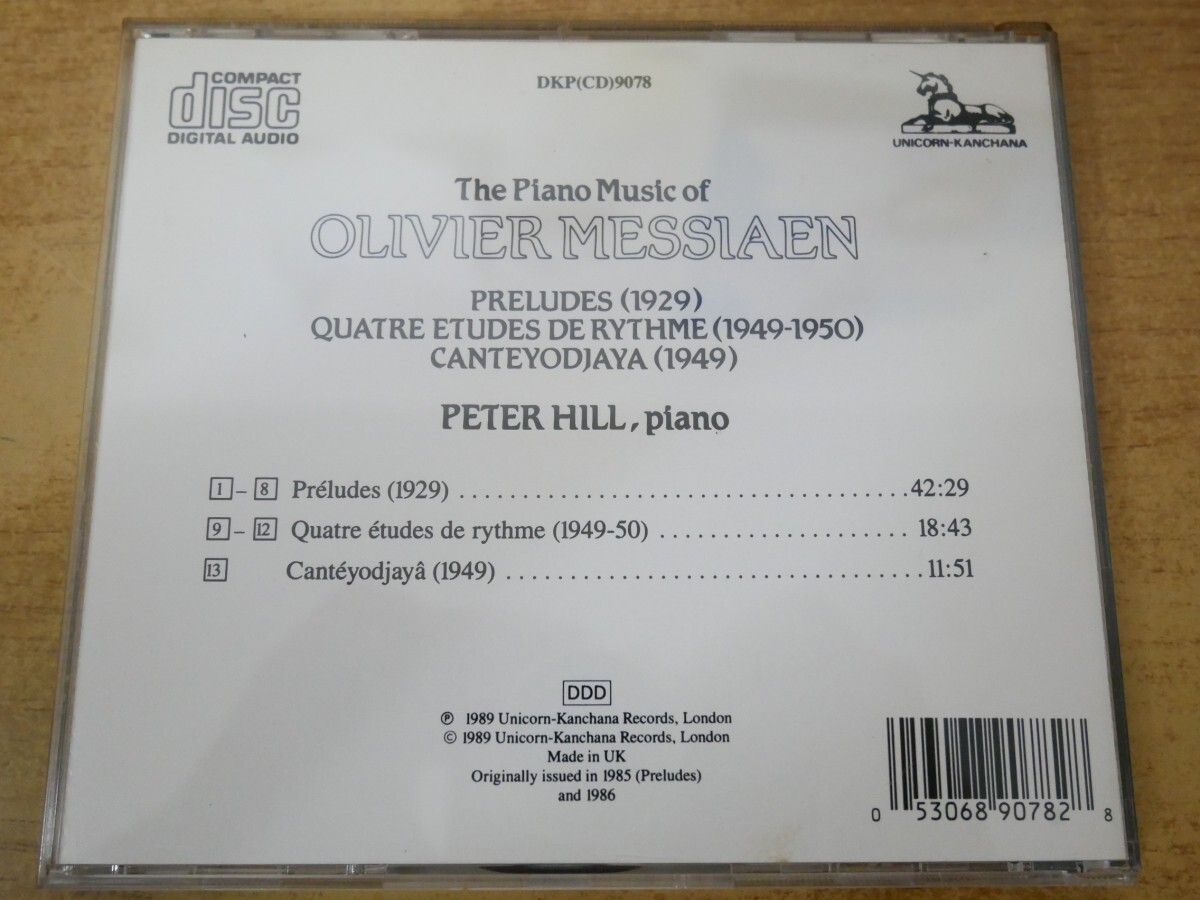 COMPACT
disc
DIGITAL AUDIO
DKP(CD)9078
UNICORN-KANCHANA
The Piano Music of
OLIVIER MESSIAEN
PRELUDES (1929)
QUATRE ETUDES DE RYTHME (1949-1950)
CANTEYODJAYA (1949)
PETER HILL, piano
1 – 8 Préludes (1929) ................................... 42:29
9 – 12 Quatre études de rythme (1949-50) .................... 18:43
13 Cantéyodjayâ (1949) ................................. 11:51
DDD
℗ 1989 Unicorn-Kanchana Records, London
© 1989 Unicorn-Kanchana Records, London
Made in UK
Originally issued in 1985 (Preludes)
and 1986
0 53068 90782 8